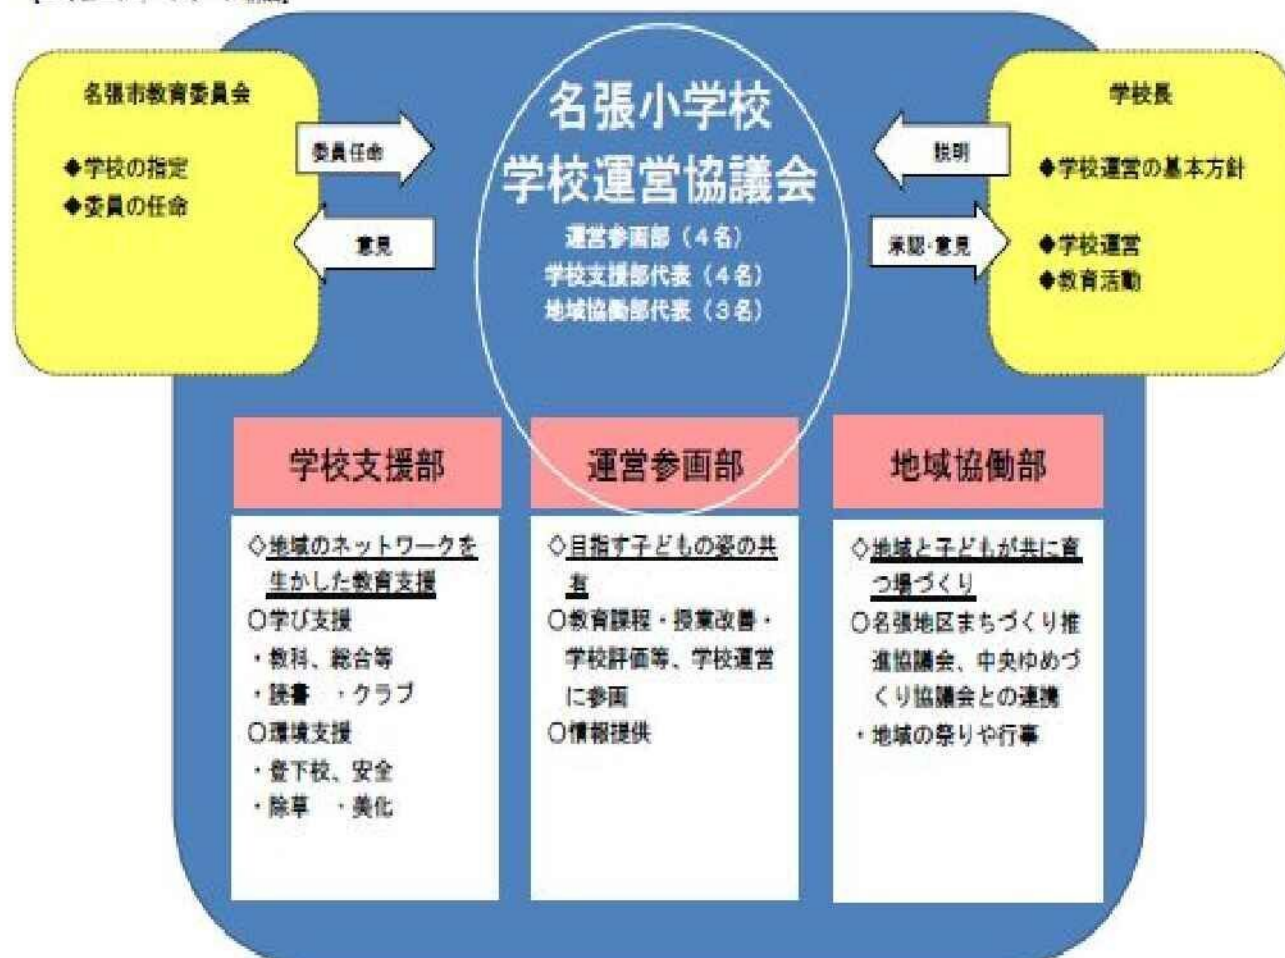 名張市教育委員会
◆学校の指定
◆委員の任命
委員任命
意見
名張小学校
学校運営協議会
運営参画部（４名）
学校支援部代表（４名）
地域協働部代表（３名）
説明
承認・意見
学校長
◆学校運営の基本方針
◆学校運営
◆教育活動
学校支援部
◇地域のネットワークを
生かした教育支援
○学び支援
・教科、総合等
・読書　・クラブ
○環境支援
・登下校、安全
・除草　・美化
運営参画部
◇目指す子どもの姿の共
有
○教育課程・授業改善・
学校評価等、学校運営
に参画
○情報提供
地域協働部
◇地域と子どもが共に育
つ場づくり
○名張地区まちづくり推
進協議会、中央ゆめづ
くり協議会との連携
・地域の祭りや行事